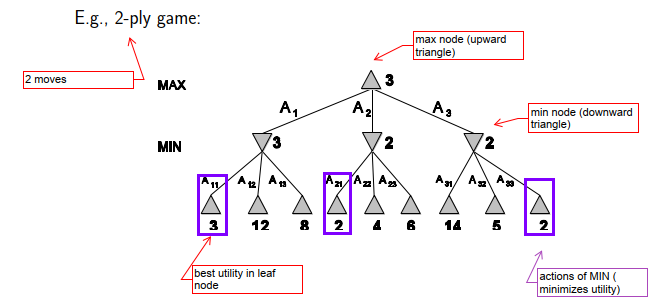 E.g., 2-ply game:
max node (upward
triangle)
2 moves
MAX
3
A1
A2
A3
min node (downward
triangle)
MIN
3
2
2
A11
A12
A13
A21
A22
A23
A31
A32
A33
3
12
8
2
4
6
14
5
2
best utility in leaf
node
actions of MIN (
minimizes utility)